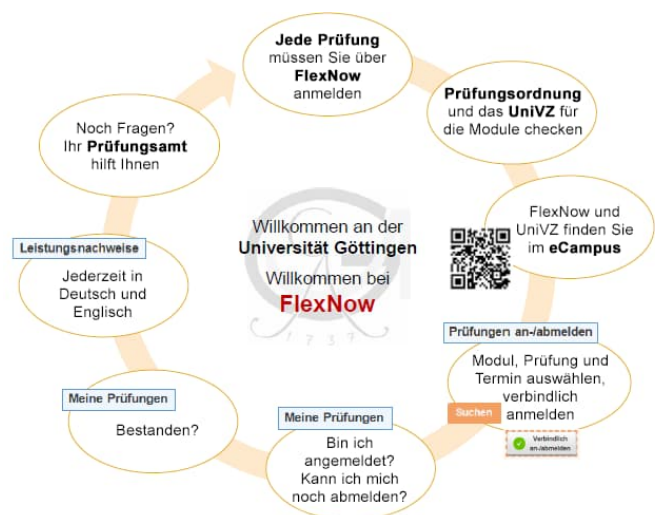 Jede Prüfung
müssen Sie über
FlexNow
anmelden
Prüfungsordnung
und das UniVZ für
die Module checken
FlexNow und
UniVZ finden Sie
im eCampus
Prüfungen an-/abmelden
Modul, Prüfung und
Termin auswählen,
verbindlich
anmelden
Suchen
Verbindlich
an-/abmelden
Meine Prüfungen
Bin ich
angemeldet?
Kann ich mich
noch abmelden?
Meine Prüfungen
Bestanden?
Leistungsnachweise
Jederzeit in
Deutsch und
Englisch
Noch Fragen?
Ihr Prüfungsamt
hilft Ihnen
Willkommen an der
Universität Göttingen
Willkommen bei
FlexNow
1737